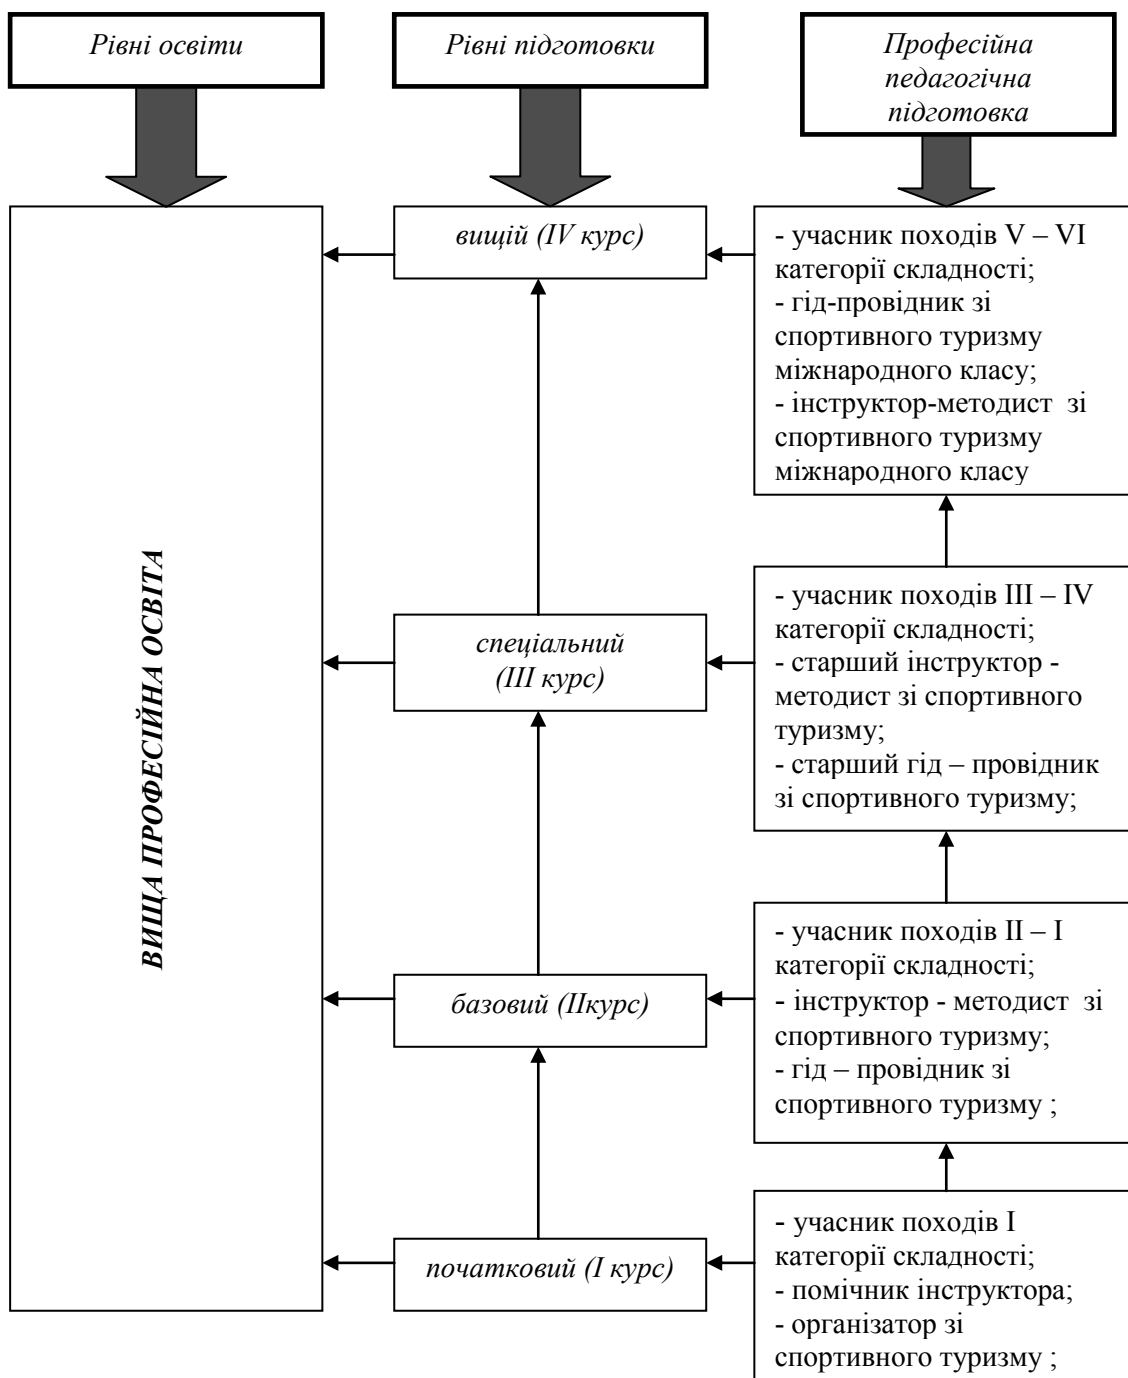 Рівні освіти
Рівні підготовки
Професійна
педагогічна
підготовка
ВИЩА ПРОФЕСІЙНА ОСВІТА
вищій (IV курс)
- учасник походів V – VI
категорії складності;
- гід-провідник зі
спортивного туризму
міжнародного класу;
- інструктор-методист зі
спортивного туризму
міжнародного класу
спеціальний
(III курс)
- учасник походів III – IV
категорії складності;
- старший інструктор -
методист зі спортивного
туризму;
- старший гід – провідник
зі спортивного туризму;
базовий (IIкурс)
- учасник походів II – I
категорії складності;
- інструктор - методист зі
спортивного туризму;
- гід – провідник зі
спортивного туризму ;
початковий (I курс)
- учасник походів I
категорії складності;
- помічник інструктора;
- організатор зі
спортивного туризму ;